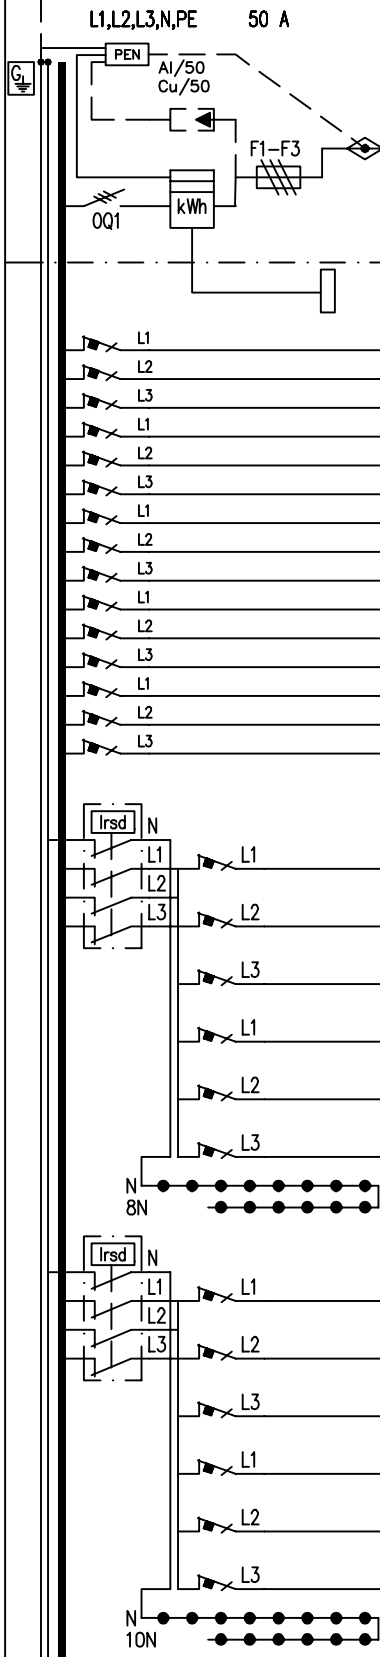 L1,L2,L3,N,PE 50 A
PEN
G
Al/50
Cu/50
F1-F3
kWh
0Q1
L1
L2
L3
L1
L2
L3
L1
L2
L3
L1
L2
L3
L1
L2
L3
Irsd N
L1 L1
L2
L3 L2
L3
L1
L2
L3
N
8N
Irsd N
L1 L1
L2
L3 L2
L3
L1
L2
L3
N
10N